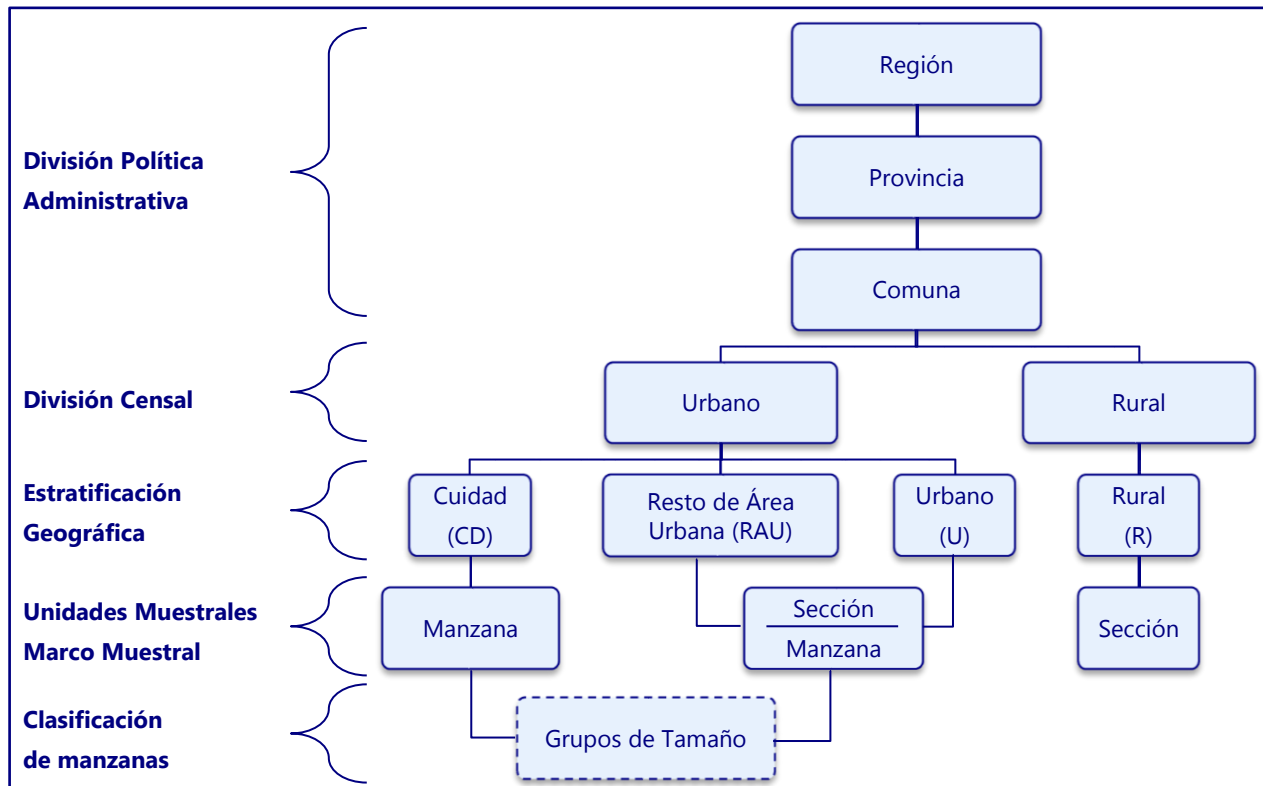 División Política
Administrativa
Región
Provincia
Comuna
División Censal
Urbano
Rural
Estratificación
Geográfica
Cuidad
(CD)
Resto de Área
Urbana (RAU)
Urbano
(U)
Rural
(R)
Unidades Muestrales
Marco Muestral
Manzana
Sección
Manzana
Sección
Clasificación
de manzanas
Grupos de Tamaño